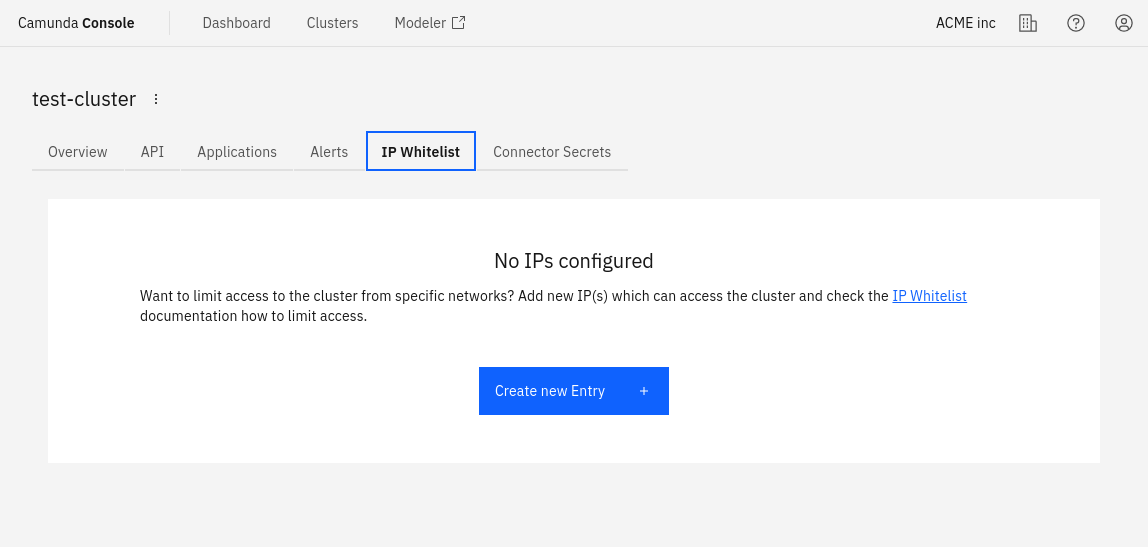 Camunda Console Dashboard Clusters Modeler ACME inc
test-cluster
Overview API Applications Alerts IP Whitelist Connector Secrets
No IPs configured
Want to limit access to the cluster from specific networks? Add new IP(s) which can access the cluster and check the IP Whitelist
documentation how to limit access.
Create new Entry +